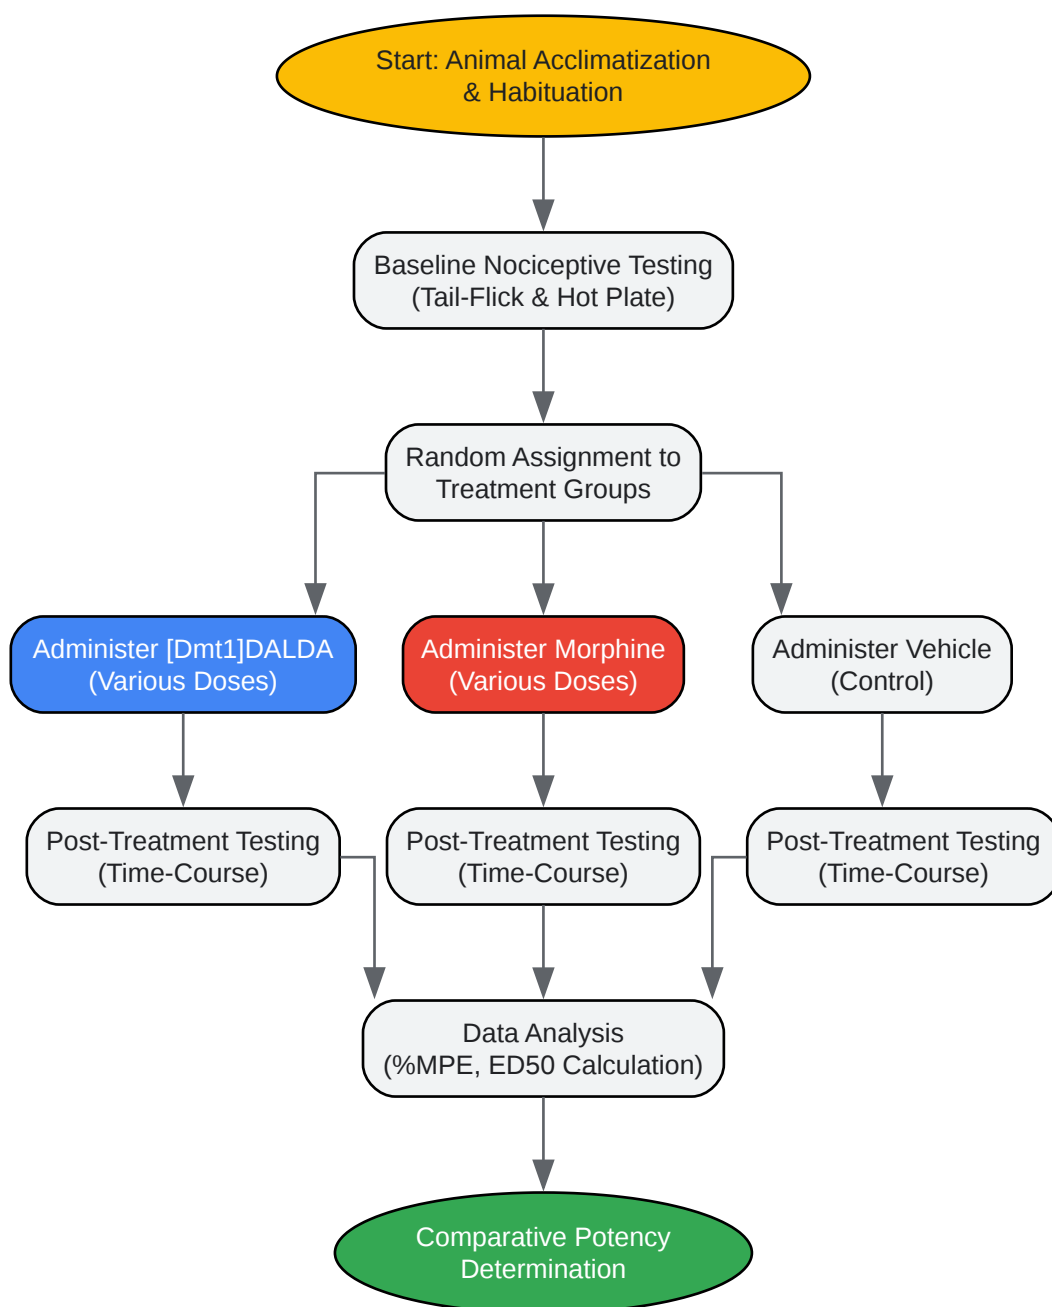 Start: Animal Acclimatization
& Habituation
Baseline Nociceptive Testing
(Tail-Flick & Hot Plate)
Random Assignment to
Treatment Groups
Administer [Dmt1]DALDA
(Various Doses)
Administer Morphine
(Various Doses)
Administer Vehicle
(Control)
Post-Treatment Testing
(Time-Course)
Post-Treatment Testing
(Time-Course)
Post-Treatment Testing
(Time-Course)
Data Analysis
(%MPE, ED50 Calculation)
Comparative Potency
Determination